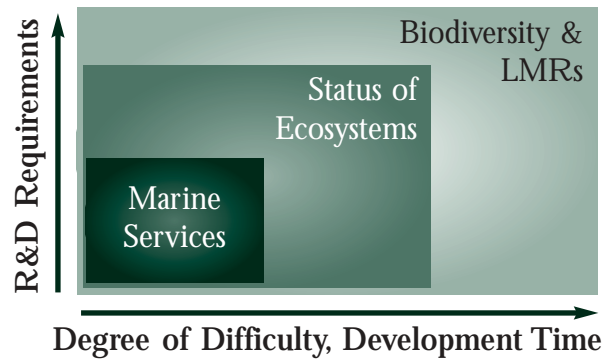 Biodiversity &
LMRs
Status of
Ecosystems
Marine
Services
R&D Requirements
Degree of Difficulty, Development Time